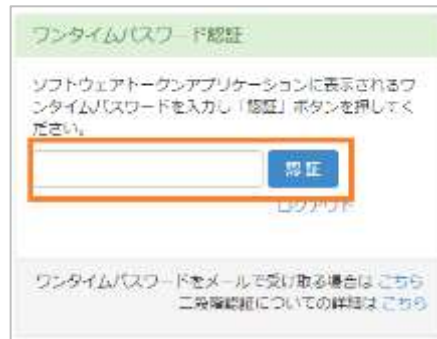 ワンタイムパスワード認証
ソフトウェアトークンアプリケーションに表示されるワ
ンタイムパスワードを入力し「認証」ボタンを押してく
ださい。
認証
ログアウト
ワンタイムパスワードをメールで受け取る場合は こちら
二段階認証についての詳細は こちら